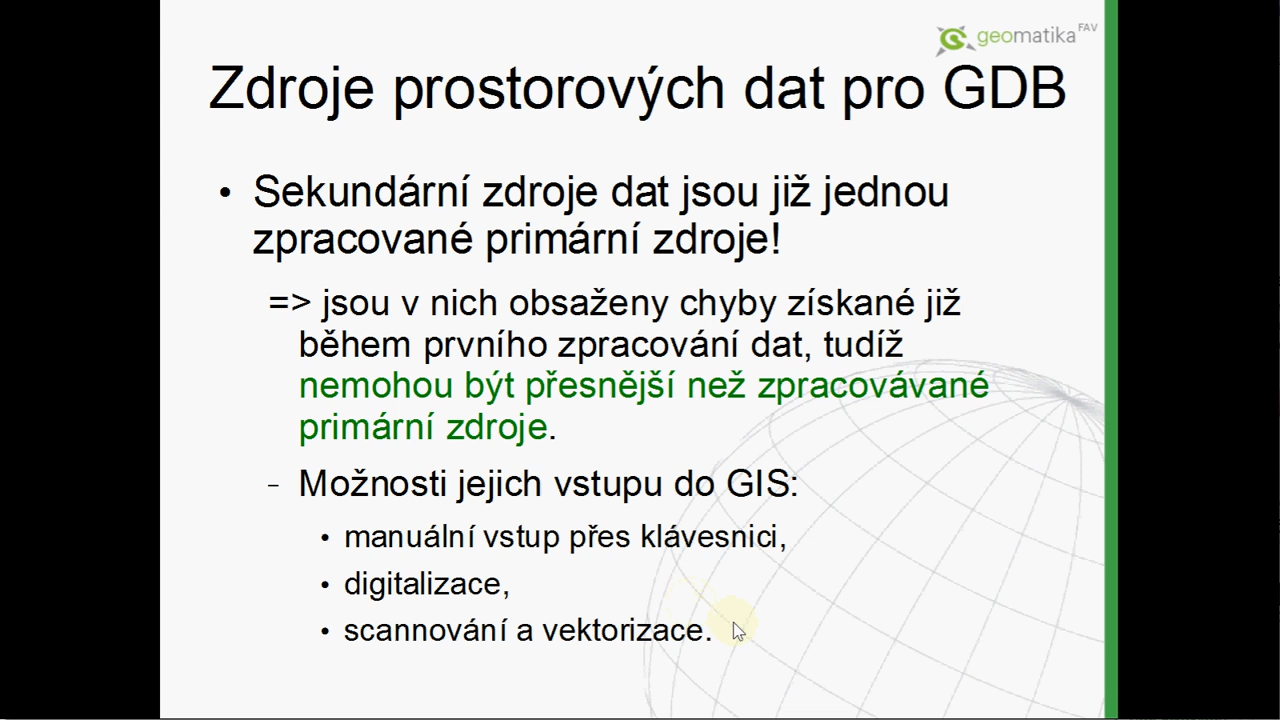 geomatika FAV
Zdroje prostorových dat pro GDB
• Sekundární zdroje dat jsou již jednou
zpracované primární zdroje!
=> jsou v nich obsaženy chyby získané již
během prvního zpracování dat, tudíž
nemohou být přesnější než zpracovávané
primární zdroje.
– Možnosti jejich vstupu do GIS:
• manuální vstup přes klávesnici,
• digitalizace,
• scannování a vektorizace.